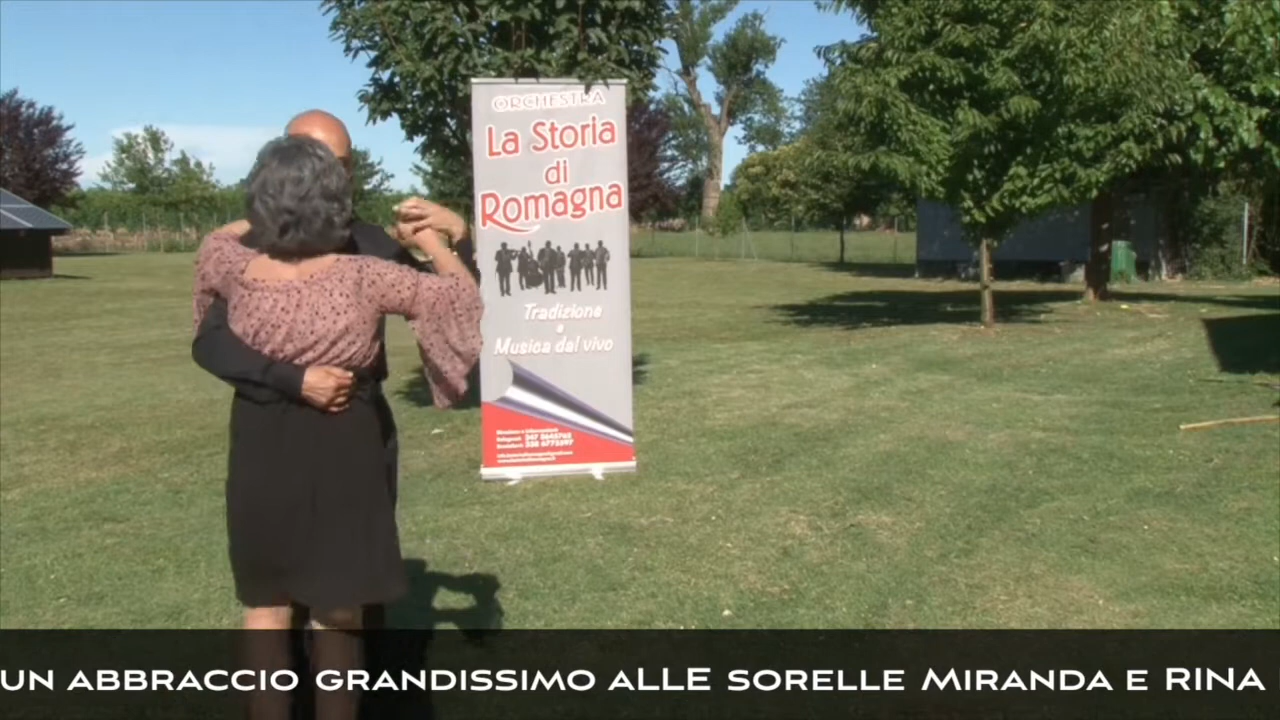 ORCHESTRA
La Storia
di
Romagna
Tradizione
e
Musica dal vivo
UN ABBRACCIO GRANDISSIMO ALLE SORELLE MIRANDA E RINA